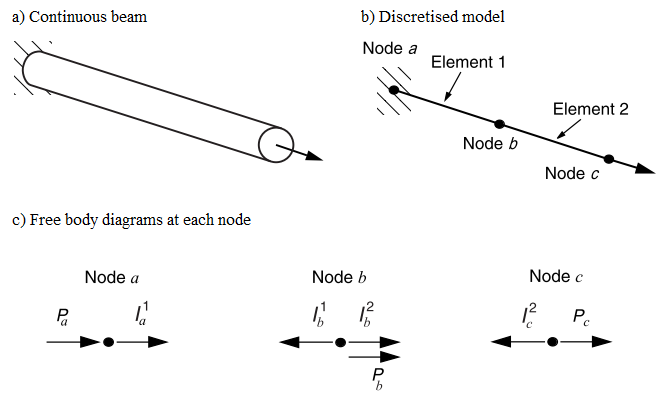 a) Continuous beam
b) Discretised model
Node a
Element 1
Element 2
Node b
Node c
c) Free body diagrams at each node
Node a
Node b
Node c
P_a
I_a^1
I_b^1
I_b^2
I_c^2
P_c
P_b